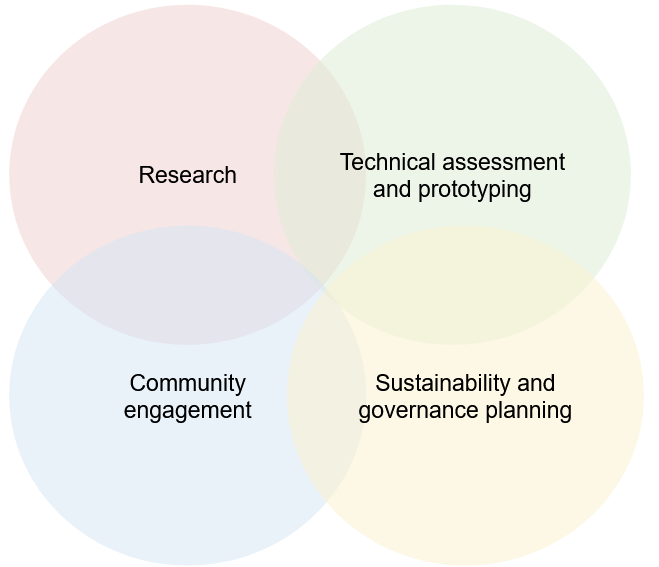 Research
Technical assessment
and prototyping
Community
engagement
Sustainability and
governance planning